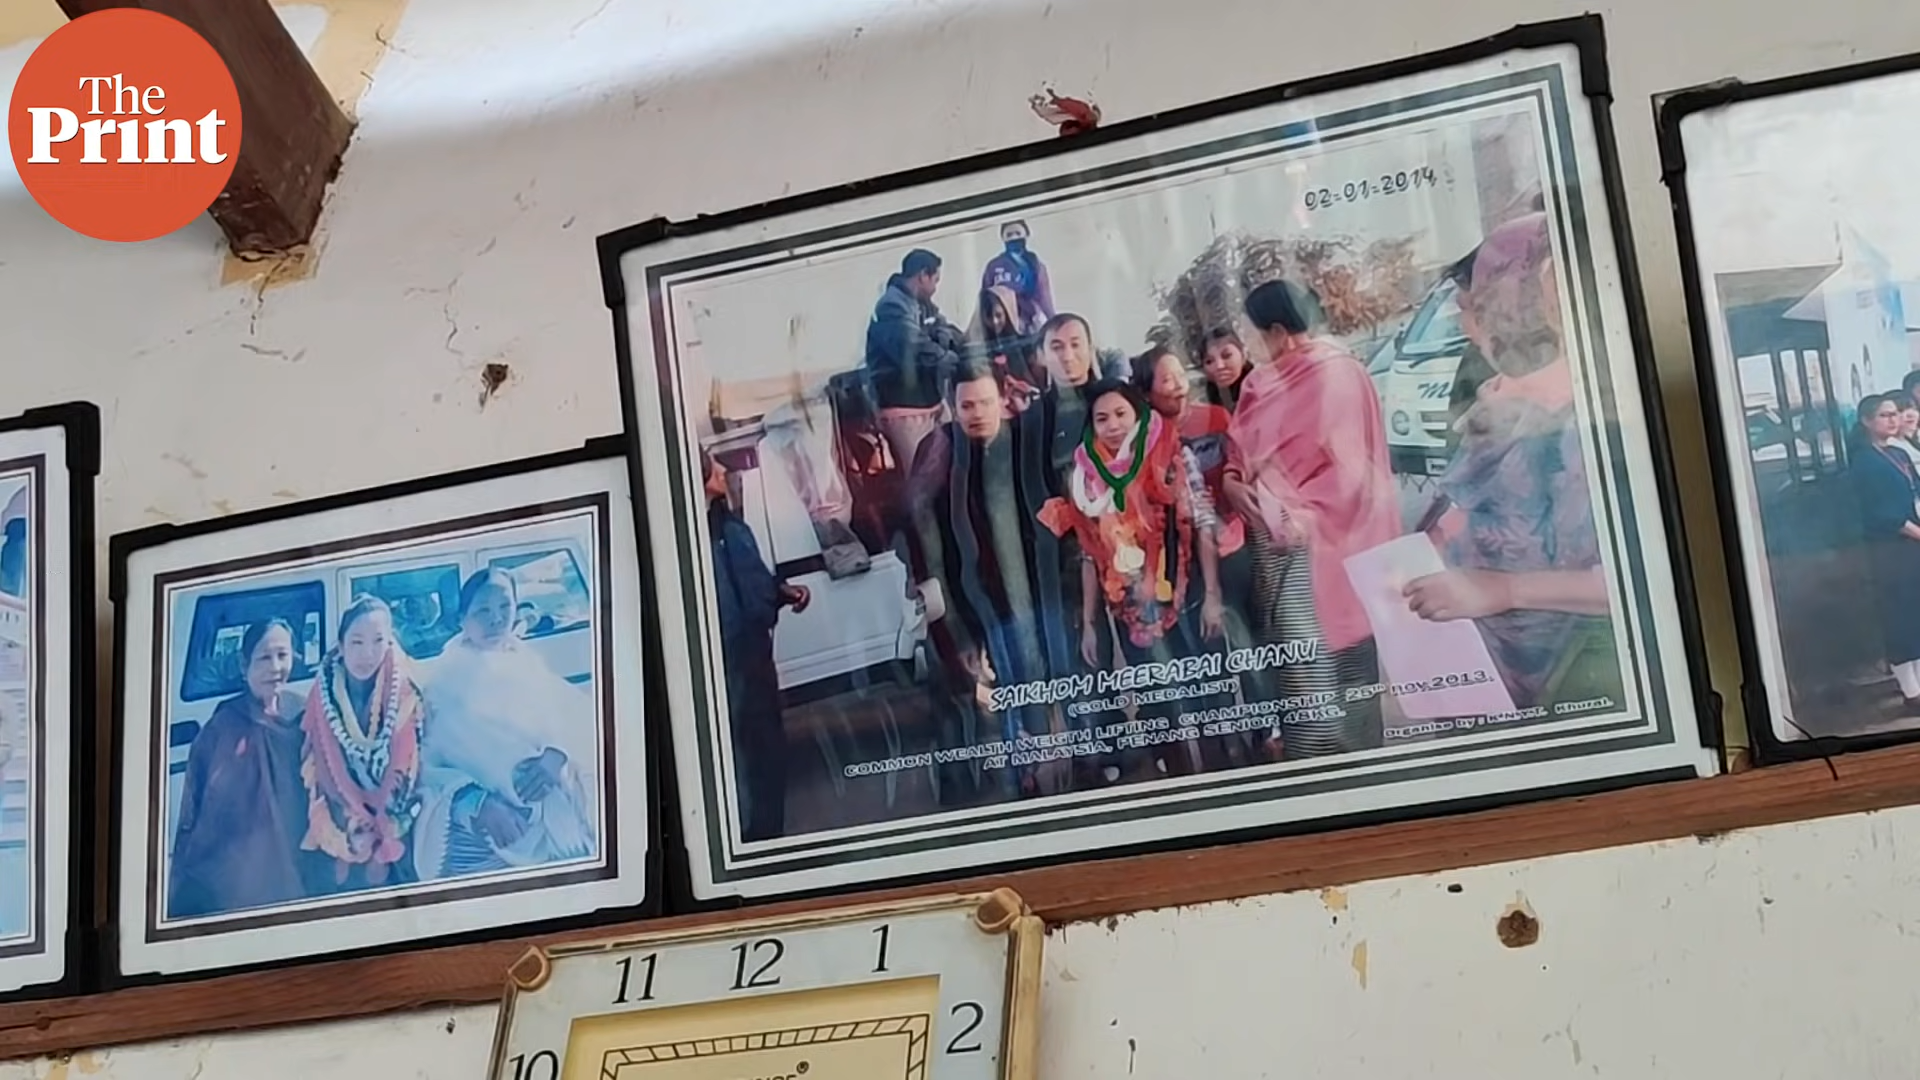 The
Print
02-01-2014
SAIKHOM MEERABAI CHANU
(GOLD MEDALIST)
COMMON WEALTH WEIGTH LIFTING CHAMPIONSHIP 25th nov 2013.
AT MALAYSIA, PENANG SENIOR 48KG.
Organise by : K.N.Y.T. Khurai.
11
12
1
10
2